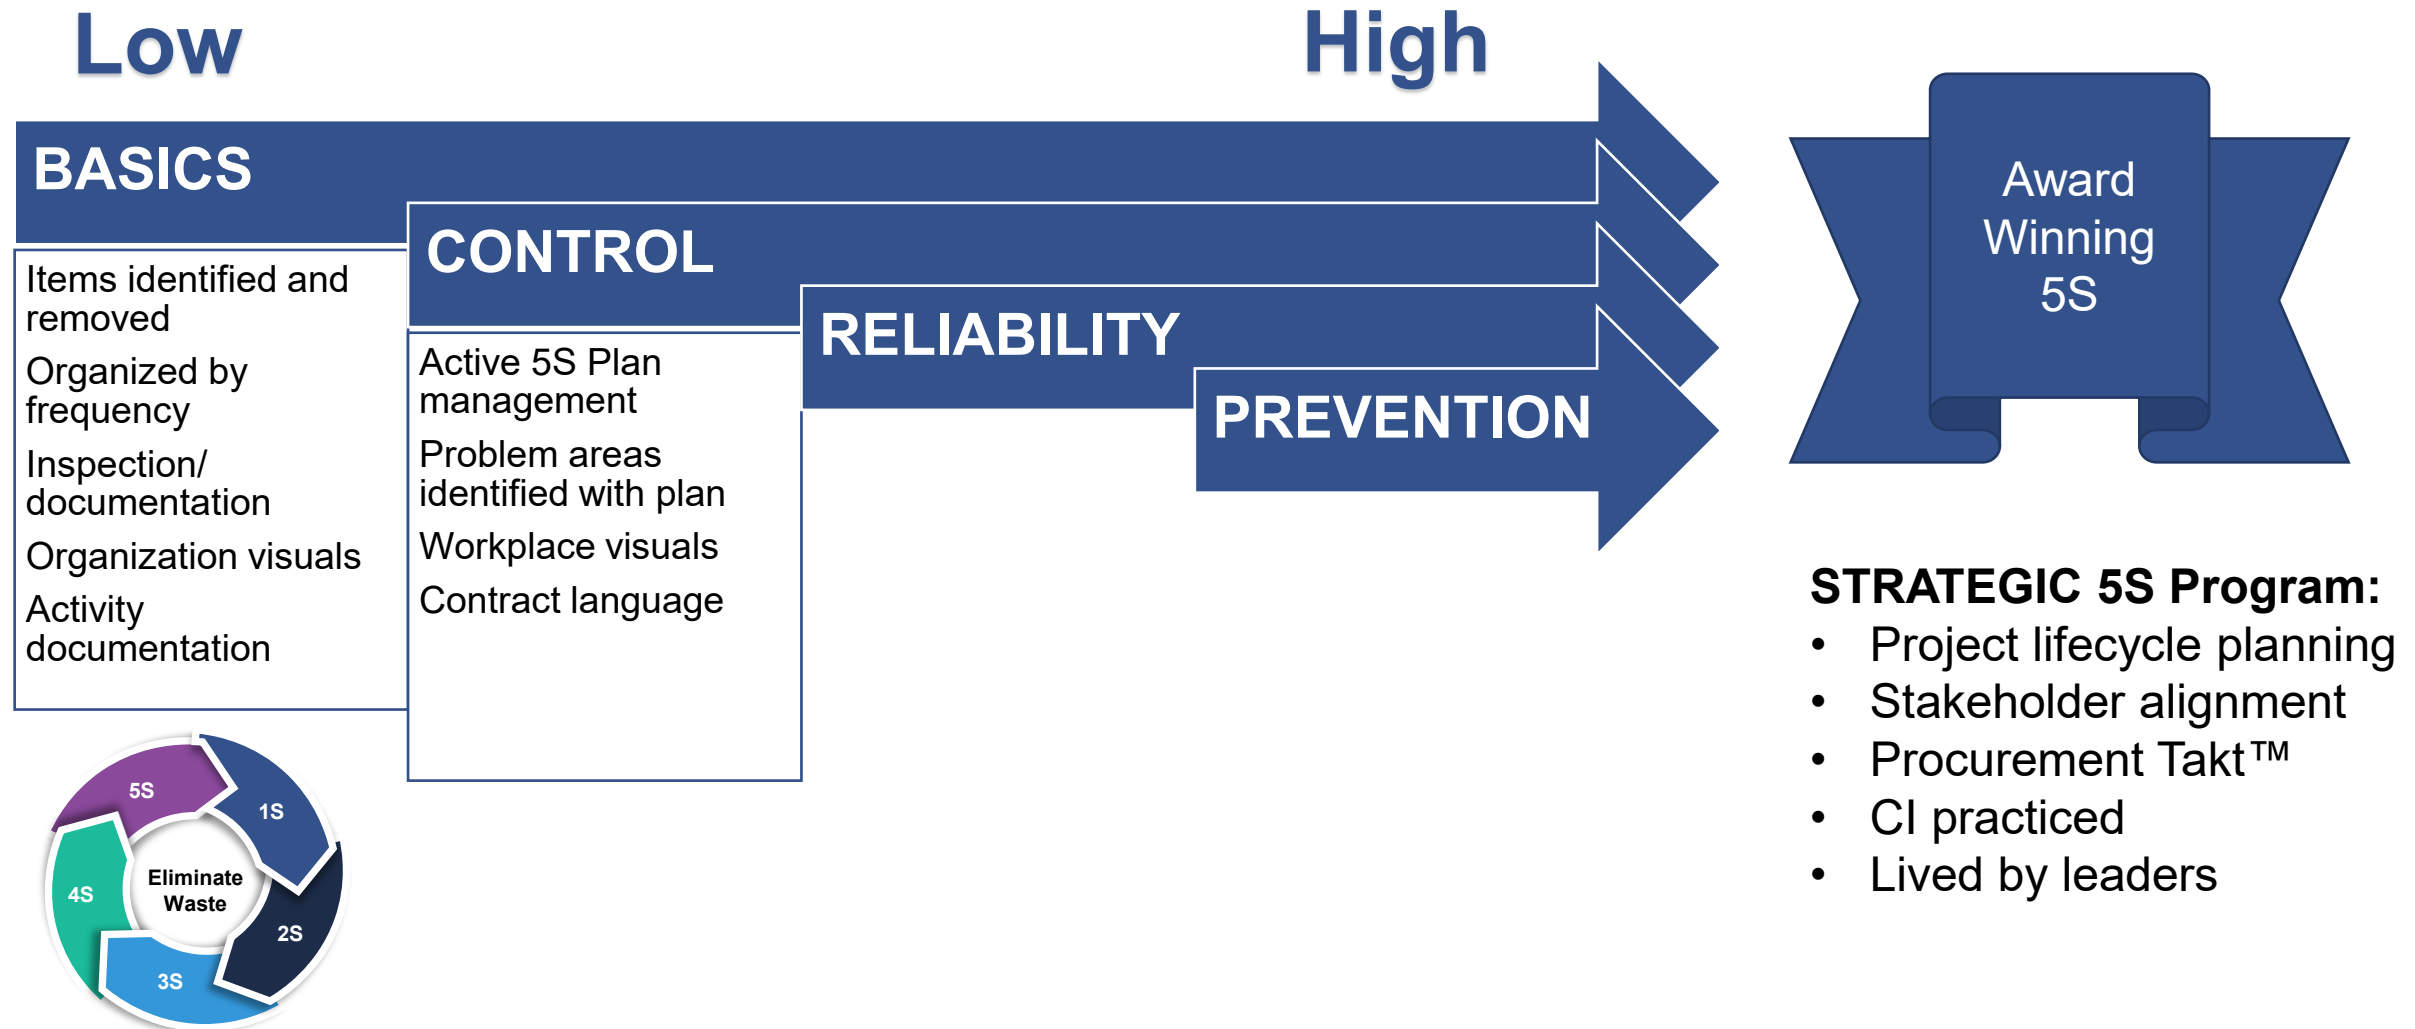 Low
High
BASICS
Items identified and
removed
Organized by
frequency
Inspection/
documentation
Organization visuals
Activity
documentation
CONTROL
Active 5S Plan
management
Problem areas
identified with plan
Workplace visuals
Contract language
RELIABILITY
PREVENTION
Award
Winning
5S
STRATEGIC 5S Program:
• Project lifecycle planning
• Stakeholder alignment
• Procurement Takt™
• CI practiced
• Lived by leaders
5S
1S
4S
Eliminate
Waste
2S
3S